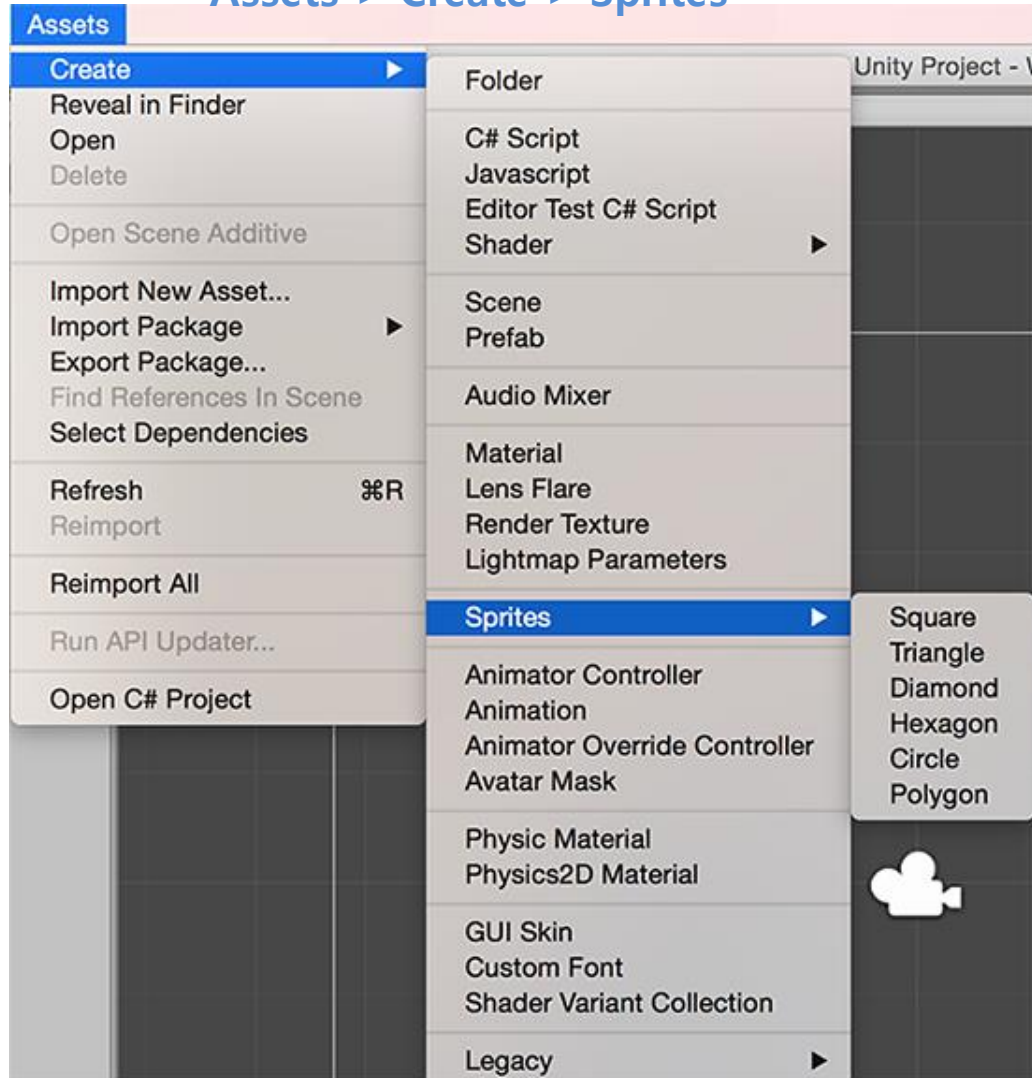 Assets > Create > Sprites
Assets
Unity Project -
Create
Reveal in Finder
Open
Delete
Open Scene Additive
Import New Asset...
Import Package
Export Package...
Find References In Scene
Select Dependencies
Refresh ⌘R
Reimport
Reimport All
Run API Updater...
Open C# Project
Folder
C# Script
Javascript
Editor Test C# Script
Shader
Scene
Prefab
Audio Mixer
Material
Lens Flare
Render Texture
Lightmap Parameters
Sprites
Animator Controller
Animation
Animator Override Controller
Avatar Mask
Physic Material
Physics2D Material
GUI Skin
Custom Font
Shader Variant Collection
Legacy
Square
Triangle
Diamond
Hexagon
Circle
Polygon